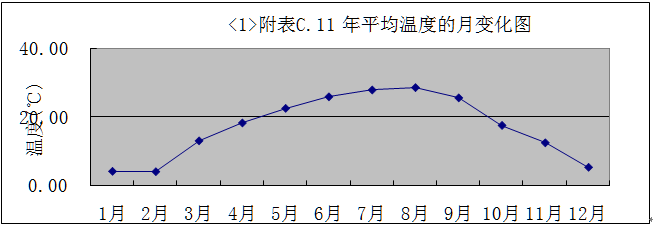 <1>附表C.11 年平均温度的月变化图
40.00
20.00
0.00
温度(℃)
1月 2月 3月 4月 5月 6月 7月 8月 9月 10月 11月 12月